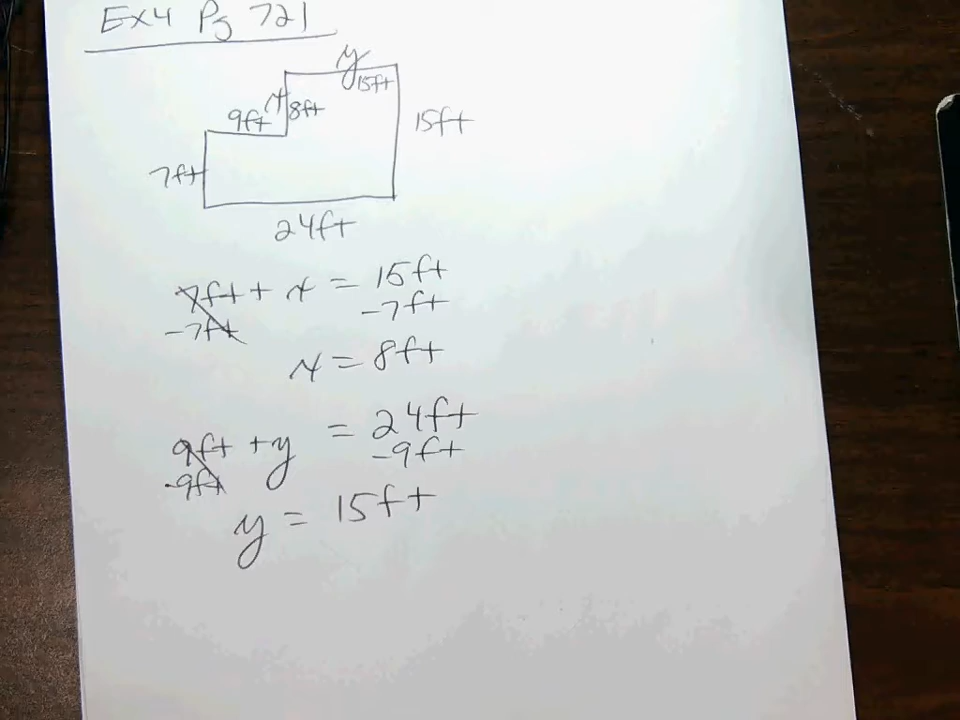 Ex4 Pg 721
y
15ft
x
8ft
9ft
15ft
7ft
24ft
7ft + x = 15ft
-7ft -7ft
x = 8ft
9ft + y = 24ft
-9ft -9ft
y = 15ft